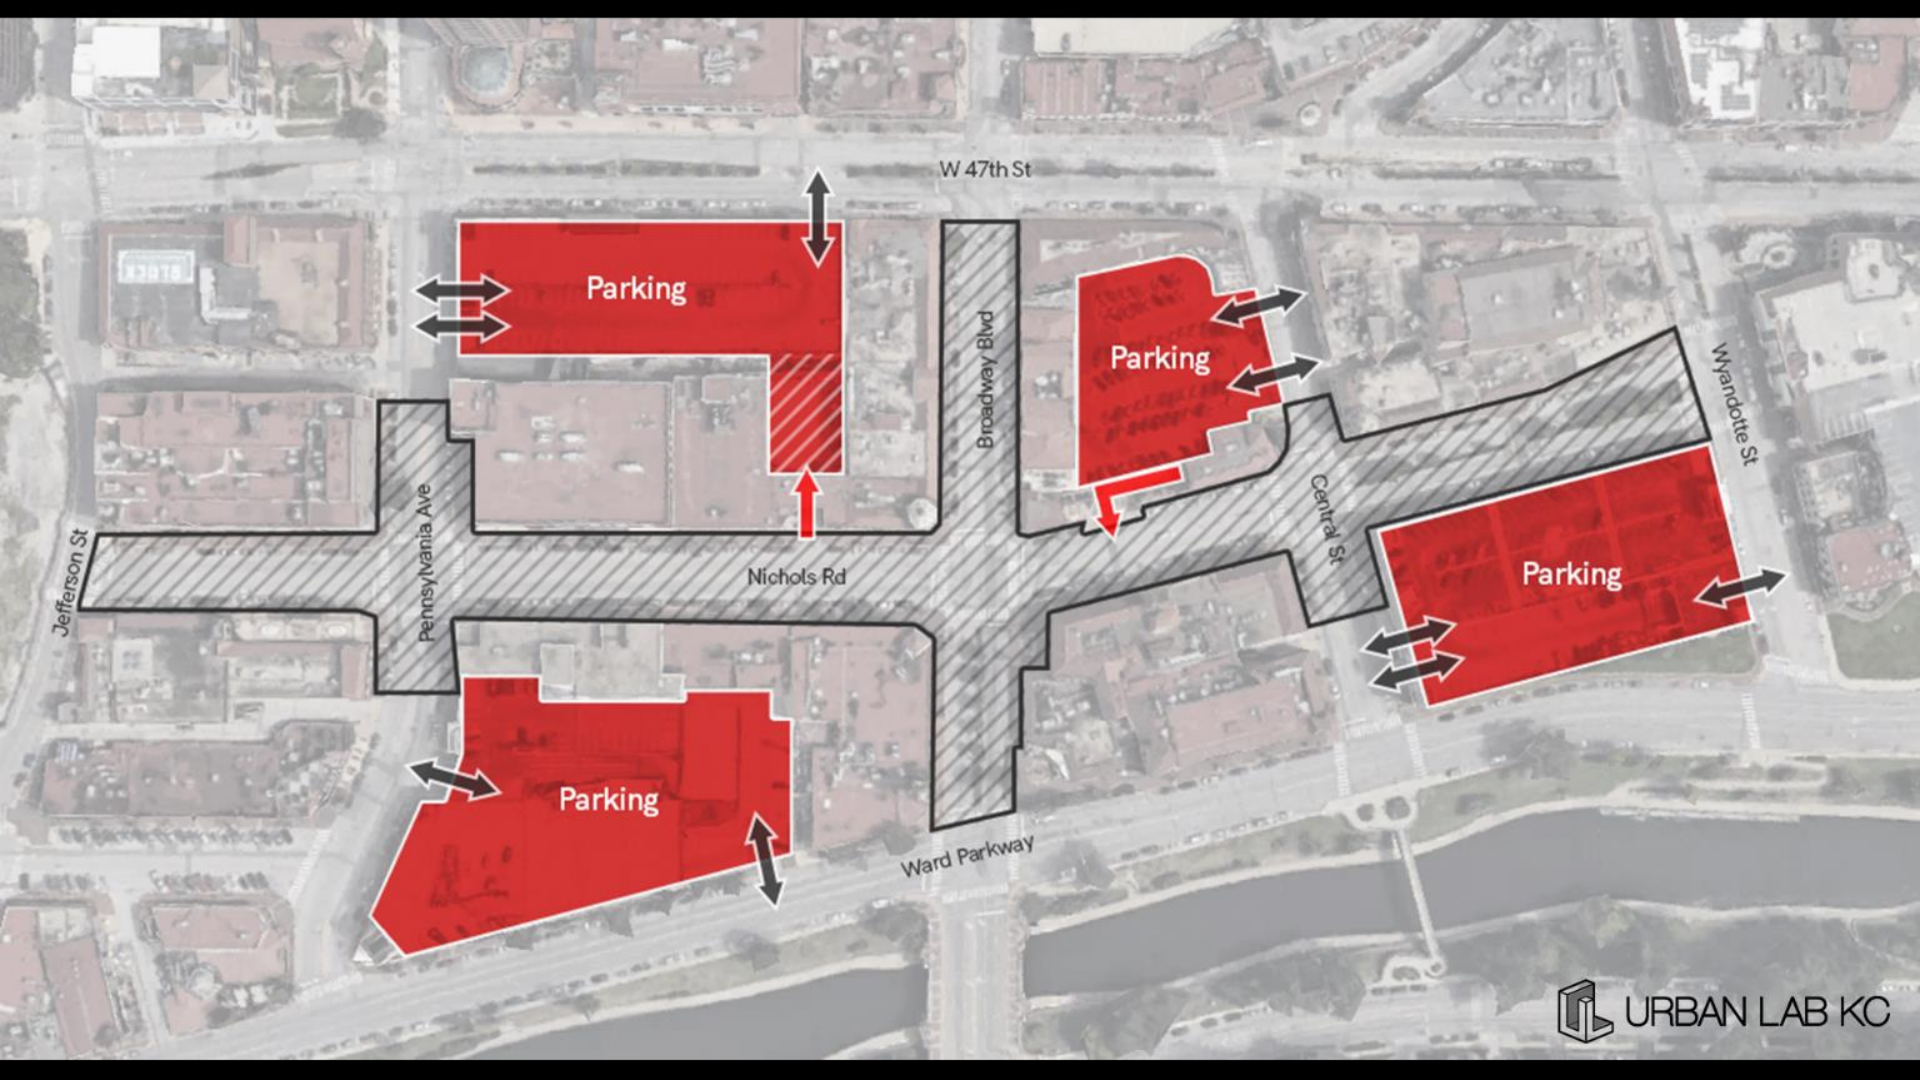 W 47th St
Parking
Broadway Blvd
Parking
Wyandotte St
Pennsylvania Ave
Central St
Jefferson St
Nichols Rd
Parking
Parking
Ward Parkway
URBAN LAB KC